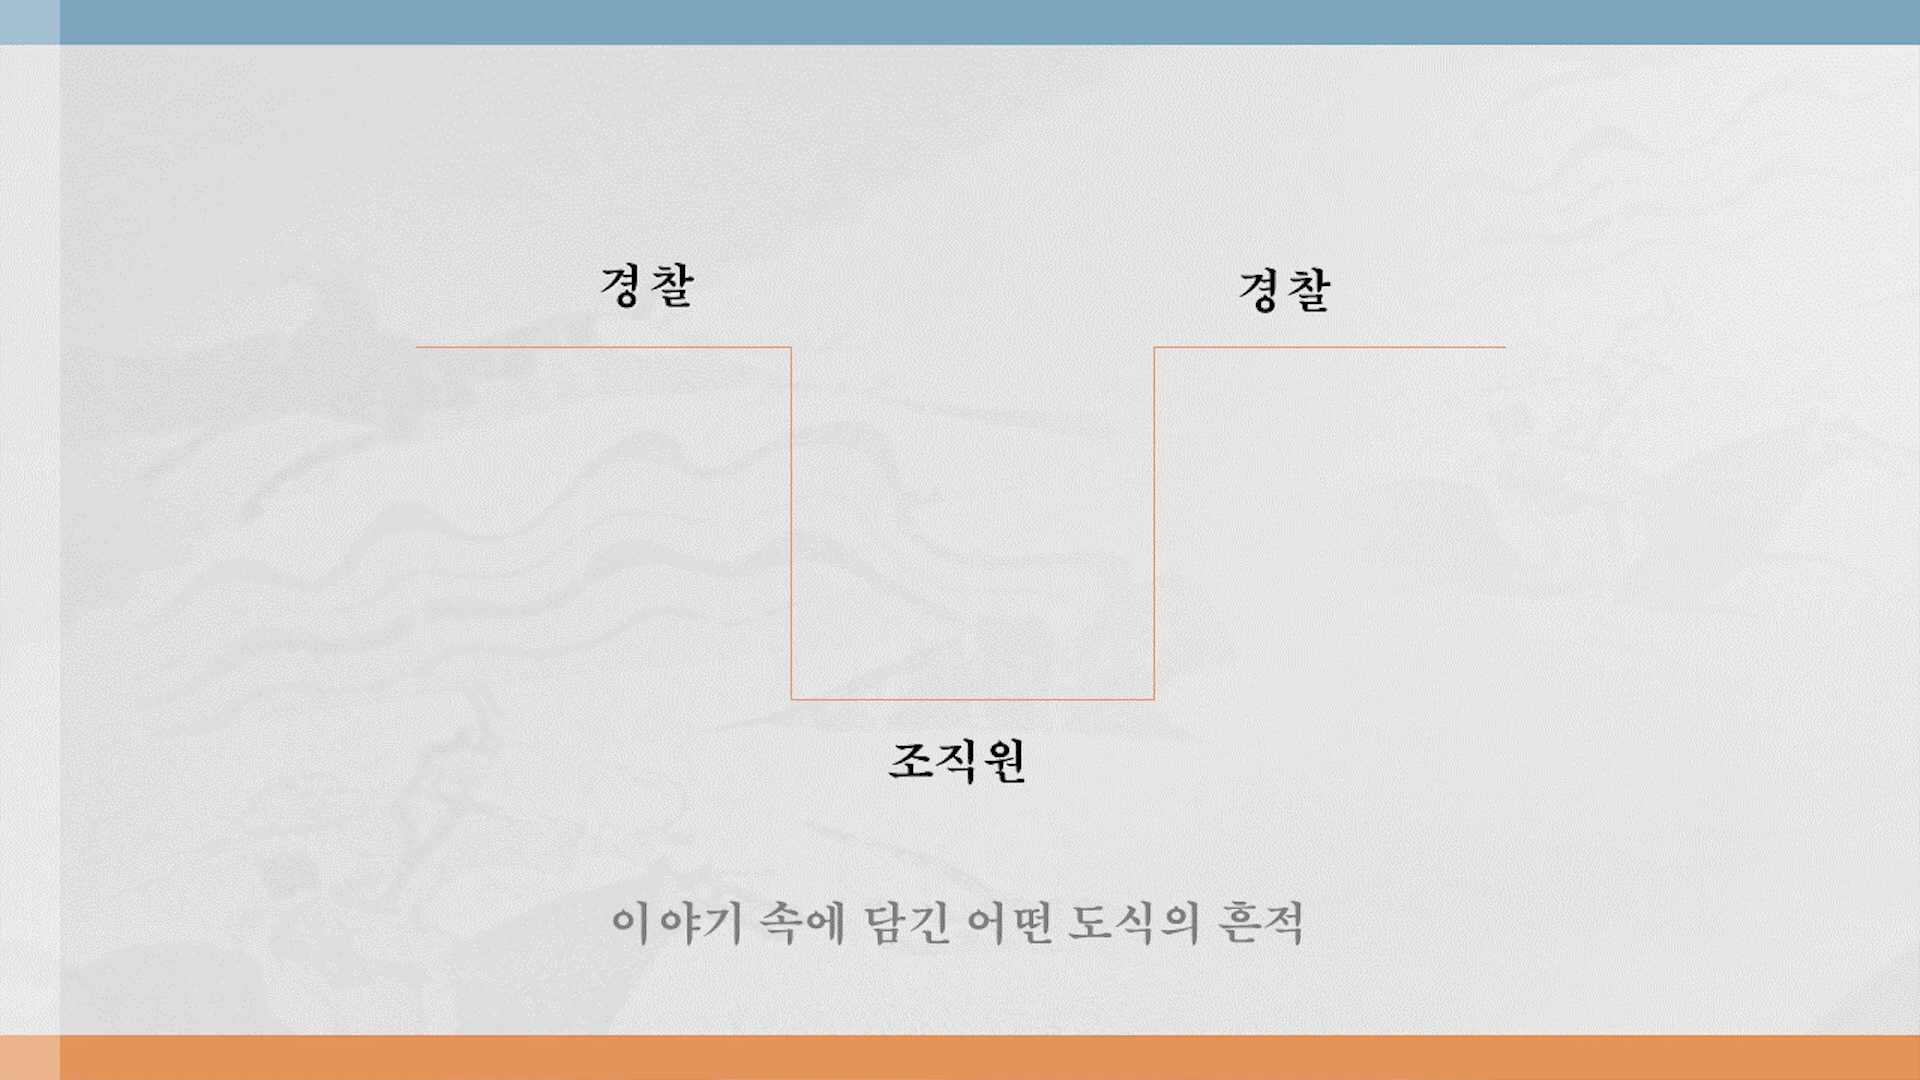 경찰
경찰
조직원
이야기 속에 담긴 어떤 도식의 흔적